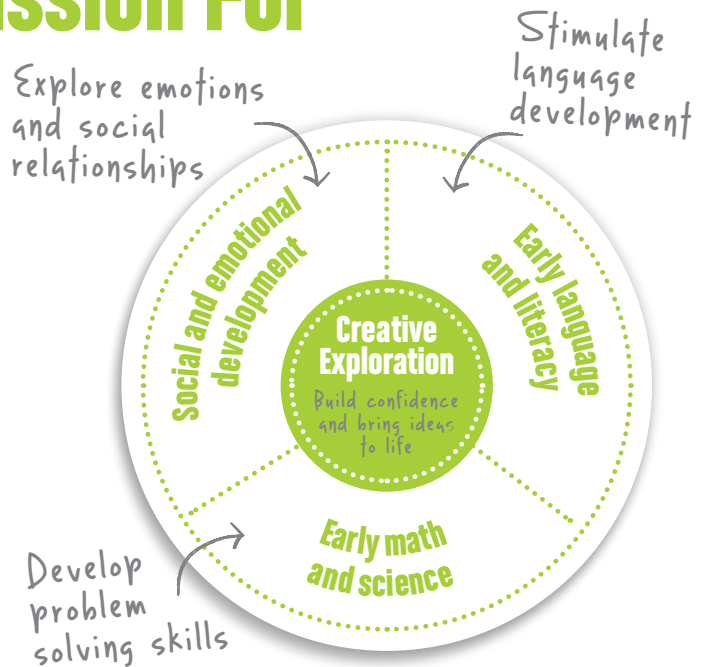 For
Explore emotions
and social
relationships
Stimulate
language
development
Social and emotional
development
Early language
and literacy
Creative
Exploration
Build confidence
and bring ideas
to life
Early math
and science
Develop
problem
solving skills